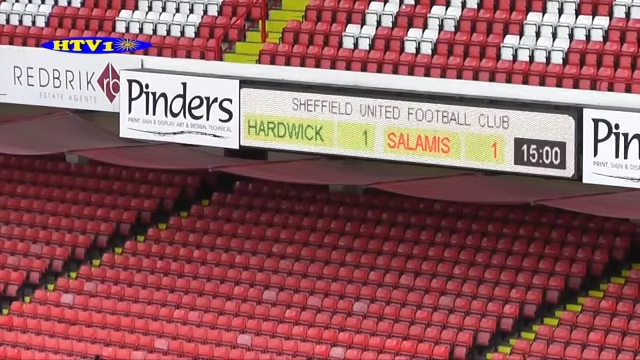 HTV1
REDBRIK rb
ESTATE AGENTS
Pinders
PRINT, SIGN & DISPLAY, ART & DESIGN, TECHNICAL
SHEFFIELD UNITED FOOTBALL CLUB
HARDWICK 1 SALAMIS 1 15:00
Pin
PRINT, SIGN